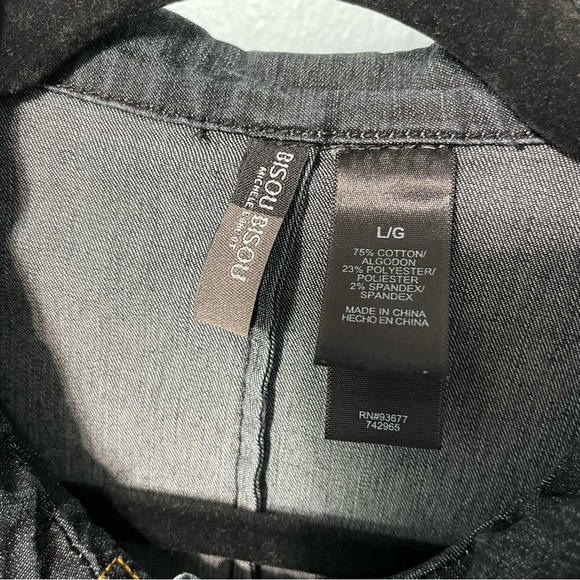 BISOU BISOU
MICHELE
L/G
75% COTTON/
ALGODON
23% POLYESTER/
POLIESTER
2% SPANDEX/
SPANDEX
MADE IN CHINA
HECHO EN CHINA
RN#93677
742965